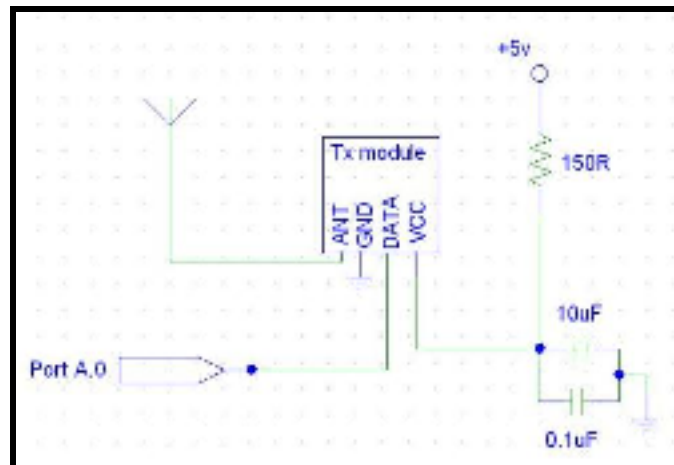 +5v
Tx module
150R
ANT
GND
DATA
VCC
10uF
Port A.0
0.1uF